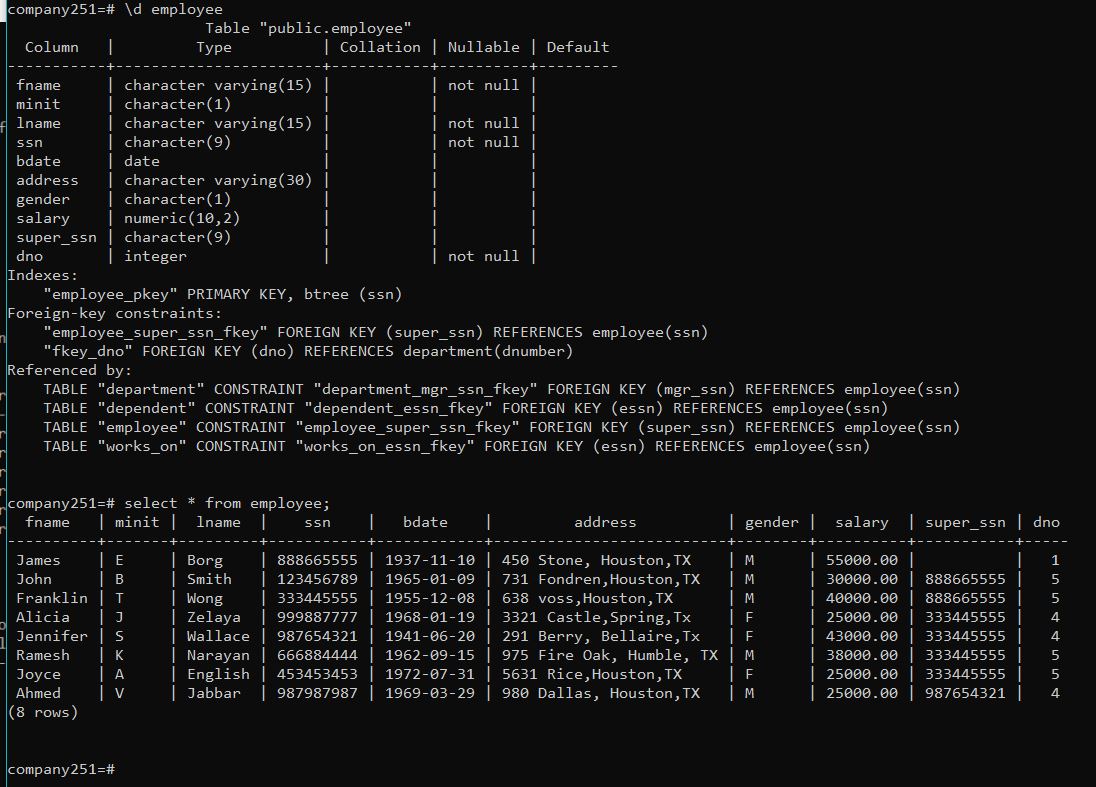 company251=# \d employee
                      Table "public.employee"
  Column   |         Type          | Collation | Nullable | Default
-----------+-----------------------+-----------+----------+---------
 fname     | character varying(15) |           | not null |
 minit     | character(1)          |           |          |
 lname     | character varying(15) |           | not null |
 ssn       | character(9)          |           | not null |
 bdate     | date                  |           |          |
 address   | character varying(30) |           |          |
 gender    | character(1)          |           |          |
 salary    | numeric(10,2)         |           |          |
 super_ssn | character(9)          |           |          |
 dno       | integer               |           | not null |
Indexes:
    "employee_pkey" PRIMARY KEY, btree (ssn)
Foreign-key constraints:
    "employee_super_ssn_fkey" FOREIGN KEY (super_ssn) REFERENCES employee(ssn)
    "fkey_dno" FOREIGN KEY (dno) REFERENCES department(dnumber)
Referenced by:
    TABLE "department" CONSTRAINT "department_mgr_ssn_fkey" FOREIGN KEY (mgr_ssn) REFERENCES employee(ssn)
    TABLE "dependent" CONSTRAINT "dependent_essn_fkey" FOREIGN KEY (essn) REFERENCES employee(ssn)
    TABLE "employee" CONSTRAINT "employee_super_ssn_fkey" FOREIGN KEY (super_ssn) REFERENCES employee(ssn)
    TABLE "works_on" CONSTRAINT "works_on_essn_fkey" FOREIGN KEY (essn) REFERENCES employee(ssn)
company251=# select * from employee;
  fname   | minit |  lname  |    ssn    |   bdate    |         address         | gender |  salary  | super_ssn | dno
----------+-------+---------+-----------+------------+-------------------------+--------+----------+-----------+-----
 James    | E     | Borg    | 888665555 | 1937-11-10 | 450 Stone, Houston,TX   | M      | 55000.00 |           |   1
 John     | B     | Smith   | 123456789 | 1965-01-09 | 731 Fondren,Houston,TX  | M      | 30000.00 | 888665555 |   5
 Franklin | T     | Wong    | 333445555 | 1955-12-08 | 638 voss,Houston,TX     | M      | 40000.00 | 888665555 |   5
 Alicia   | J     | Zelaya  | 999887777 | 1968-01-19 | 3321 Castle,Spring,Tx   | F      | 25000.00 | 333445555 |   4
 Jennifer | S     | Wallace | 987654321 | 1941-06-20 | 291 Berry, Bellaire,Tx  | F      | 43000.00 | 333445555 |   4
 Ramesh   | K     | Narayan | 666884444 | 1962-09-15 | 975 Fire Oak, Humble, TX | M      | 38000.00 | 333445555 |   5
 Joyce    | A     | English | 453453453 | 1972-07-31 | 5631 Rice,Houston,TX    | F      | 25000.00 | 333445555 |   5
 Ahmed    | V     | Jabbar  | 987987987 | 1969-03-29 | 980 Dallas, Houston,TX  | M      | 25000.00 | 987654321 |   4
(8 rows)
company251=#